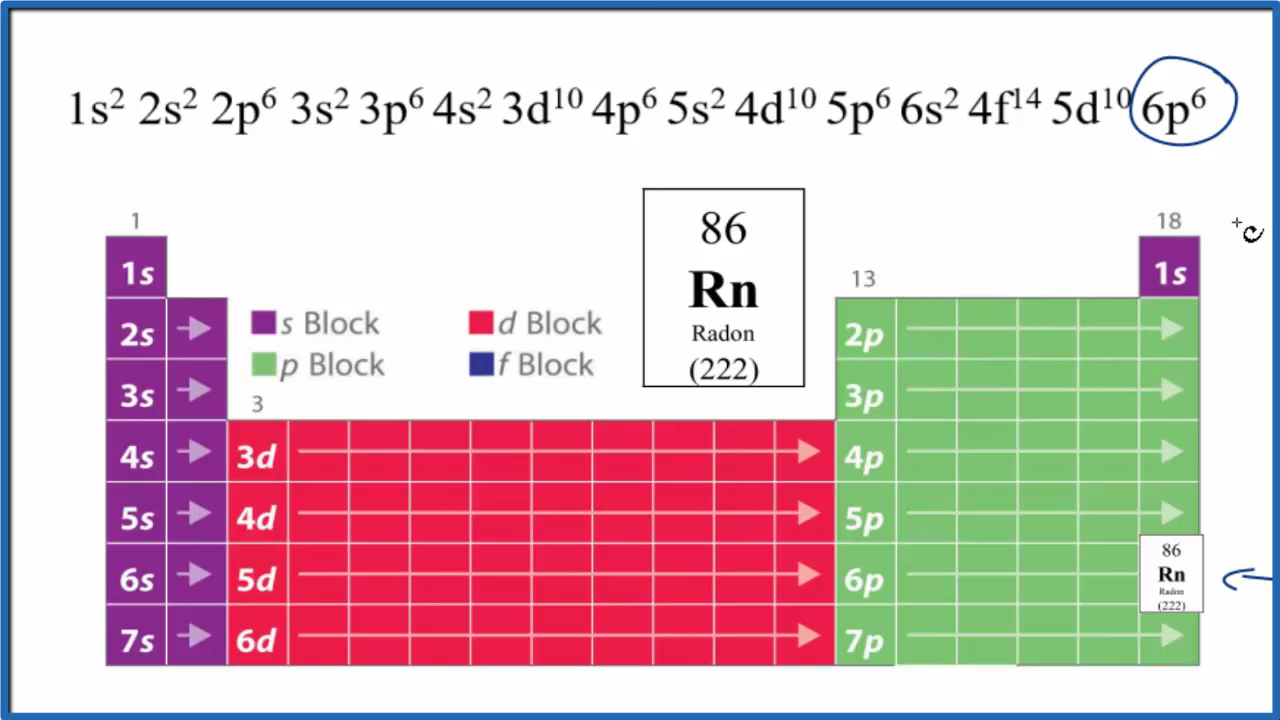 1s² 2s² 2p⁶ 3s² 3p⁶ 4s² 3d¹⁰ 4p⁶ 5s² 4d¹⁰ 5p⁶ 6s² 4f¹⁴ 5d¹⁰ 6p⁶
1
18
86
Rn
Radon
(222)
13
1s
1s
2s
s Block
d Block
2p
p Block
f Block
3s
3
3p
4s
3d
4p
5s
4d
5p
6s
5d
6p
86
Rn
Radon
(222)
7s
6d
7p